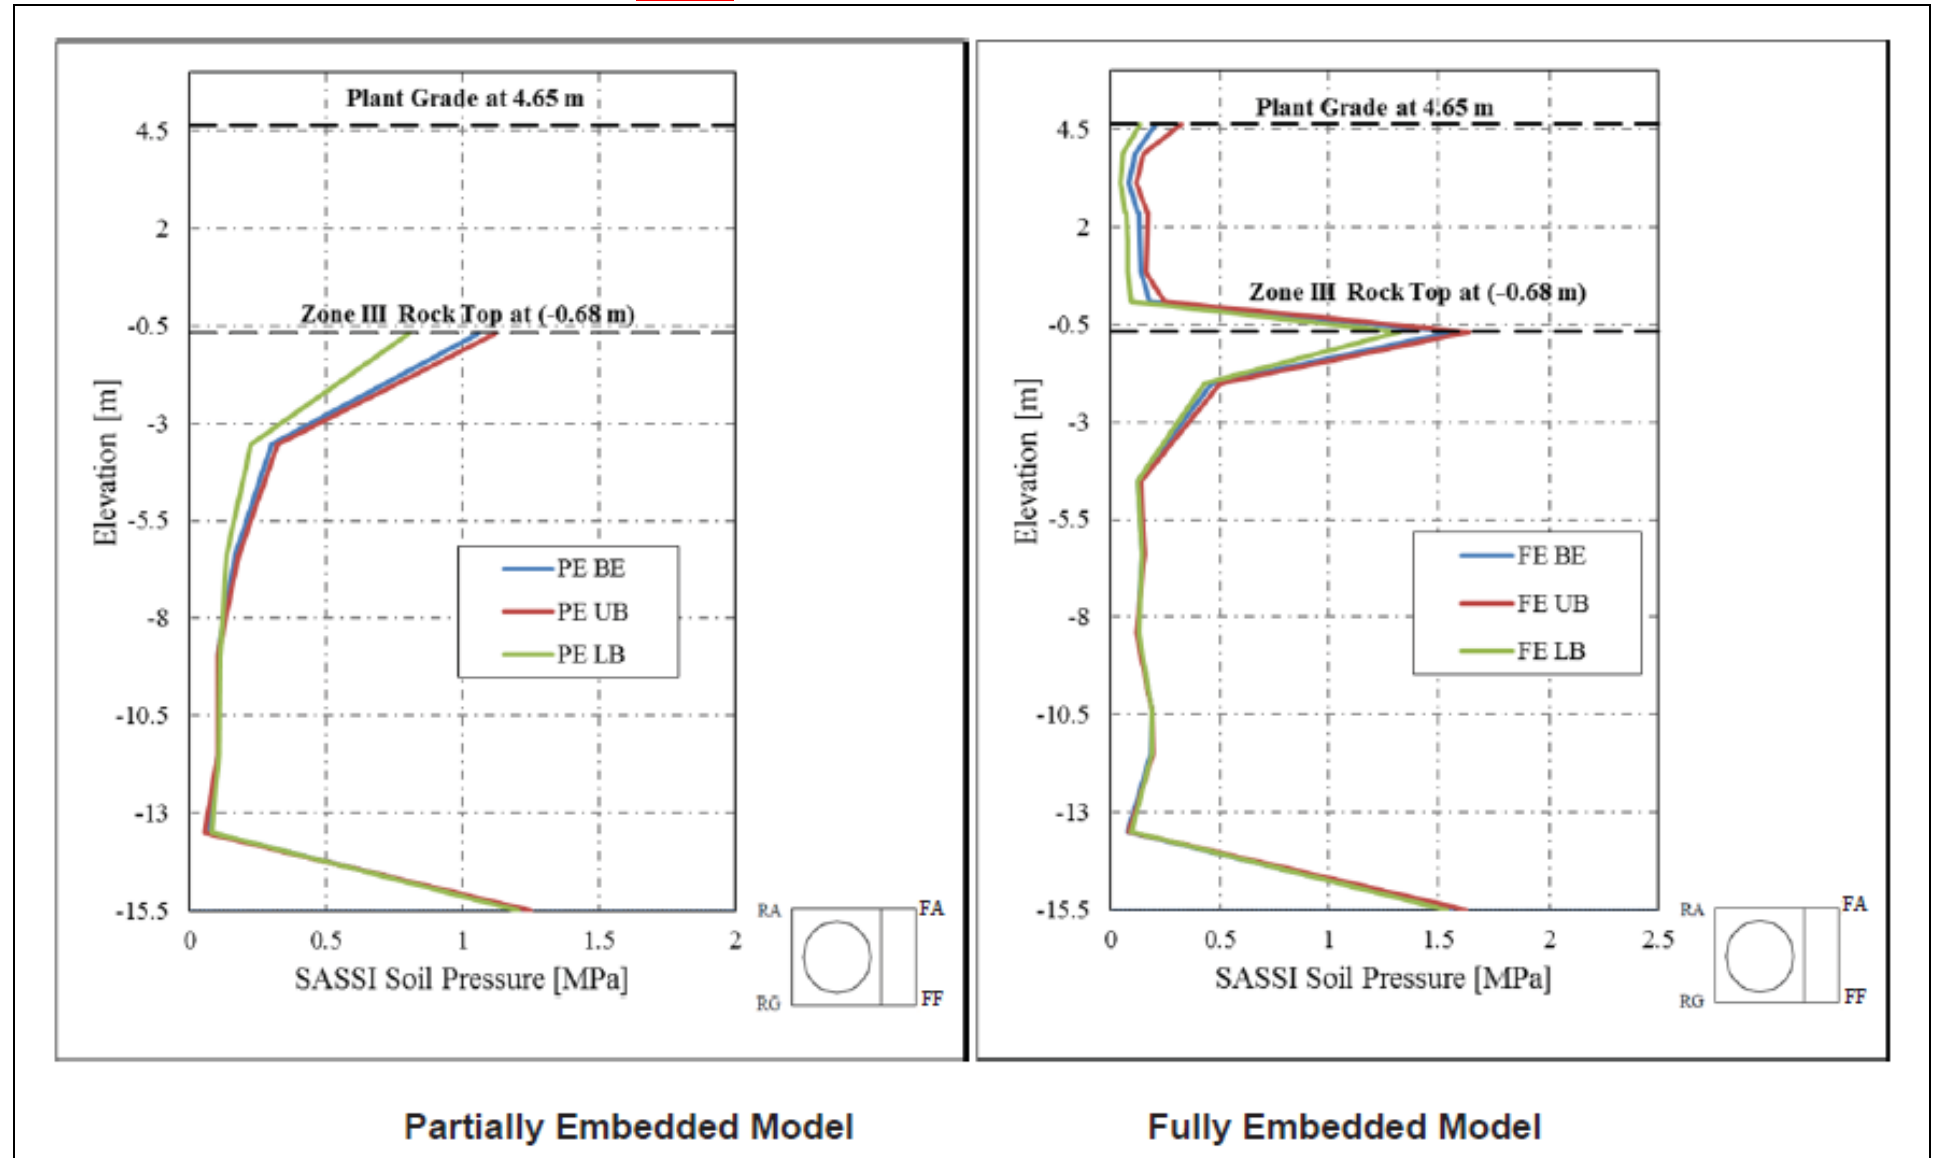 Plant Grade at 4.65 m
4.5
2
Zone III Rock Top at (-0.68 m)
-0.5
-3
Elevation [m]
-5.5
PE BE
PE UB
-8
PE LB
-10.5
-13
-15.5
0
0.5
1
1.5
2
SASSI Soil Pressure [MPa]
RA
FA
RG
FF
Plant Grade at 4.65 m
4.5
2
Zone III Rock Top at (-0.68 m)
-0.5
-3
Elevation [m]
-5.5
FE BE
FE UB
-8
FE LB
-10.5
-13
-15.5
0
0.5
1
1.5
2
2.5
SASSI Soil Pressure [MPa]
RA
FA
RG
FF
Partially Embedded Model
Fully Embedded Model